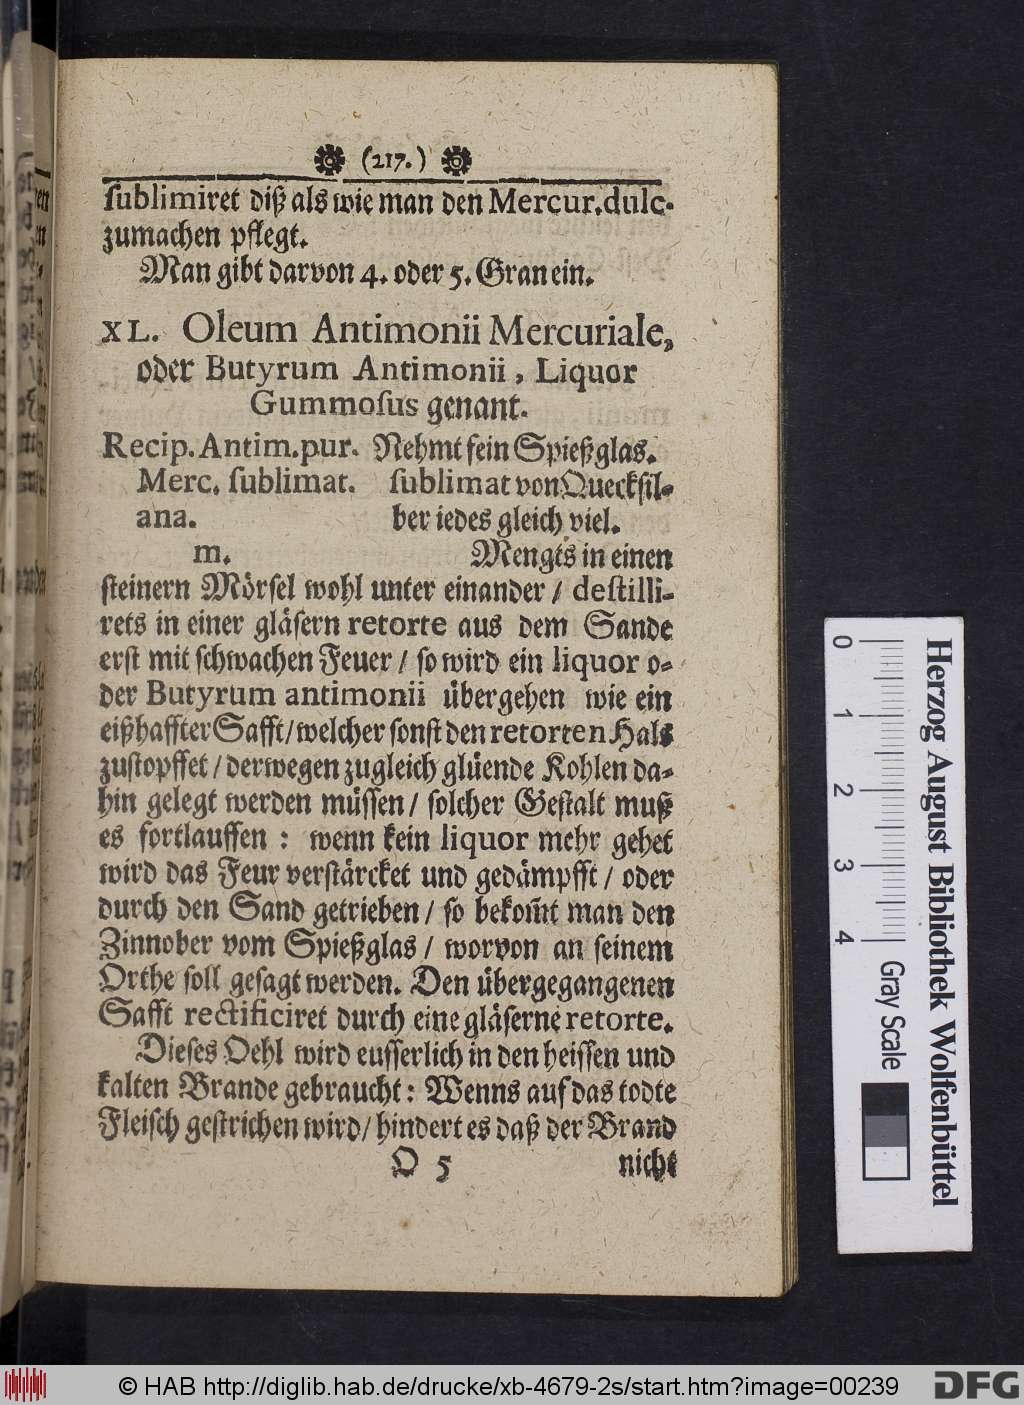 (217.)
ſublimiret diß als wie man den Mercur. dulc.
zumachen pflegt.
Man gibt darvon 4. oder 5. Gran ein.
XL. Oleum Antimonii Mercuriale,
oder Butyrum Antimonii, Liquor
Gummoſus genant.
Recip. Antim. pur. Nehmt fein Spießglas.
Merc. ſublimat. ſublimat von Queckſil-
ana. ber iedes gleich viel.
m. Mengts in einen
ſteinern Mörſel wohl unter einander / deſtilli-
rets in einer gläſern retorte aus dem Sande
erſt mit ſchwachen Feuer / ſo wird ein liquor o-
der Butyrum antimonii übergehen wie ein
eißhaffter Safft / welcher ſonſt den retorten Hals
zuſtopffet / derwegen zugleich glüende Kohlen da-
hin gelegt werden müſſen / ſolcher Geſtalt muß
es fortlauffen : wenn kein liquor mehr gehet
wird das Feur verſtärcket und gedämpfft / oder
durch den Sand getrieben / ſo bekom̃t man den
Zinnober vom Spießglas / worvon an ſeinem
Orthe ſoll geſagt werden. Den übergegangenen
Safft rectificiret durch eine gläſerne retorte.
Dieſes Oehl wird euſſerlich in den heiſſen und
kalten Brande gebraucht : Wenns auf das todte
Fleiſch geſtrichen wird / hindert es daß der Brand
O 5 nicht
0 1 2 3 4
Gray Scale
Herzog August Bibliothek Wolfenbüttel
© HAB http://diglib.hab.de/drucke/xb-4679-2s/start.htm?image=00239
DFG